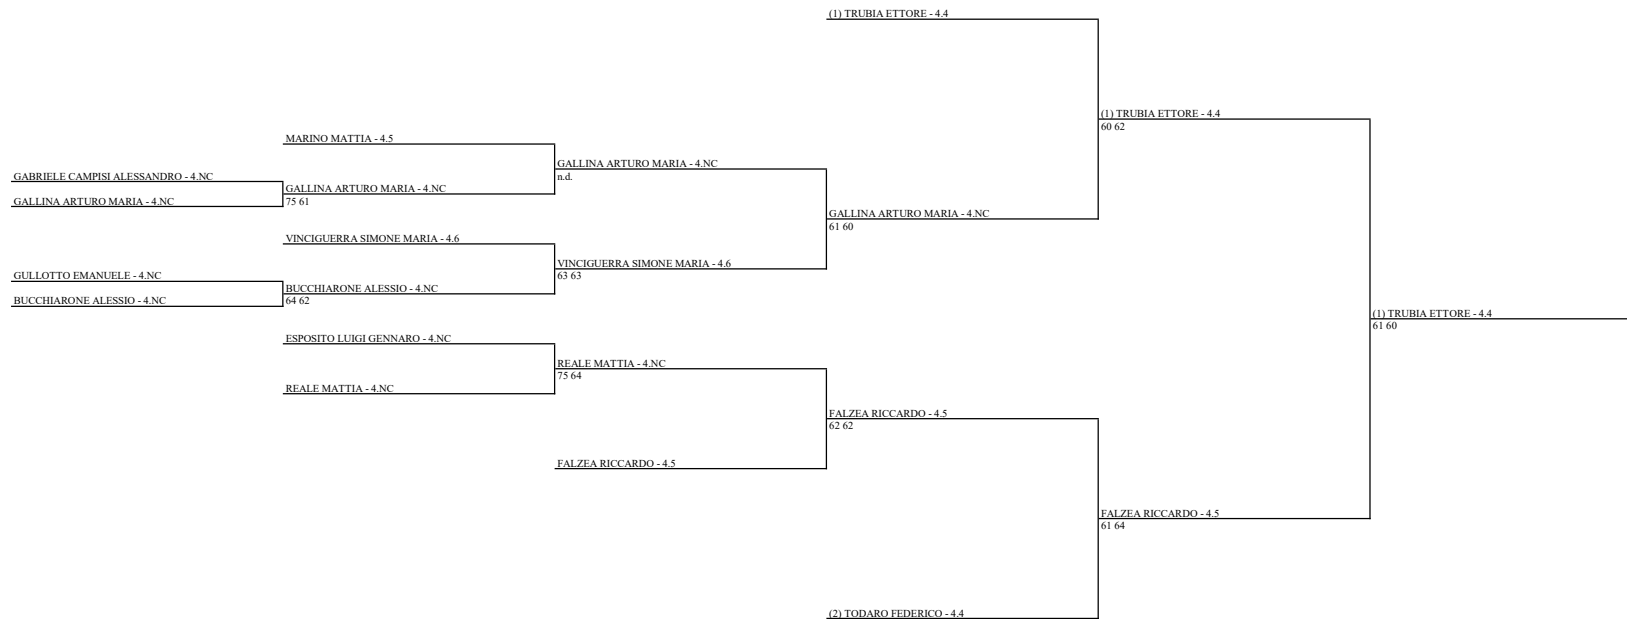 (1) TRUBIA ETTORE - 4.4
(1) TRUBIA ETTORE - 4.4
60 62
MARINO MATTIA - 4.5
GALLINA ARTURO MARIA - 4.NC
n.d.
GABRIELE CAMPISI ALESSANDRO - 4.NC
GALLINA ARTURO MARIA - 4.NC
75 61
GALLINA ARTURO MARIA - 4.NC
GALLINA ARTURO MARIA - 4.NC
61 60
VINCIGUERRA SIMONE MARIA - 4.6
VINCIGUERRA SIMONE MARIA - 4.6
63 63
GULLOTTO EMANUELE - 4.NC
BUCCHIARONE ALESSIO - 4.NC
64 62
BUCCHIARONE ALESSIO - 4.NC
(1) TRUBIA ETTORE - 4.4
61 60
ESPOSITO LUIGI GENNARO - 4.NC
REALE MATTIA - 4.NC
75 64
REALE MATTIA - 4.NC
FALZEA RICCARDO - 4.5
62 62
FALZEA RICCARDO - 4.5
FALZEA RICCARDO - 4.5
61 64
(2) TODARO FEDERICO - 4.4